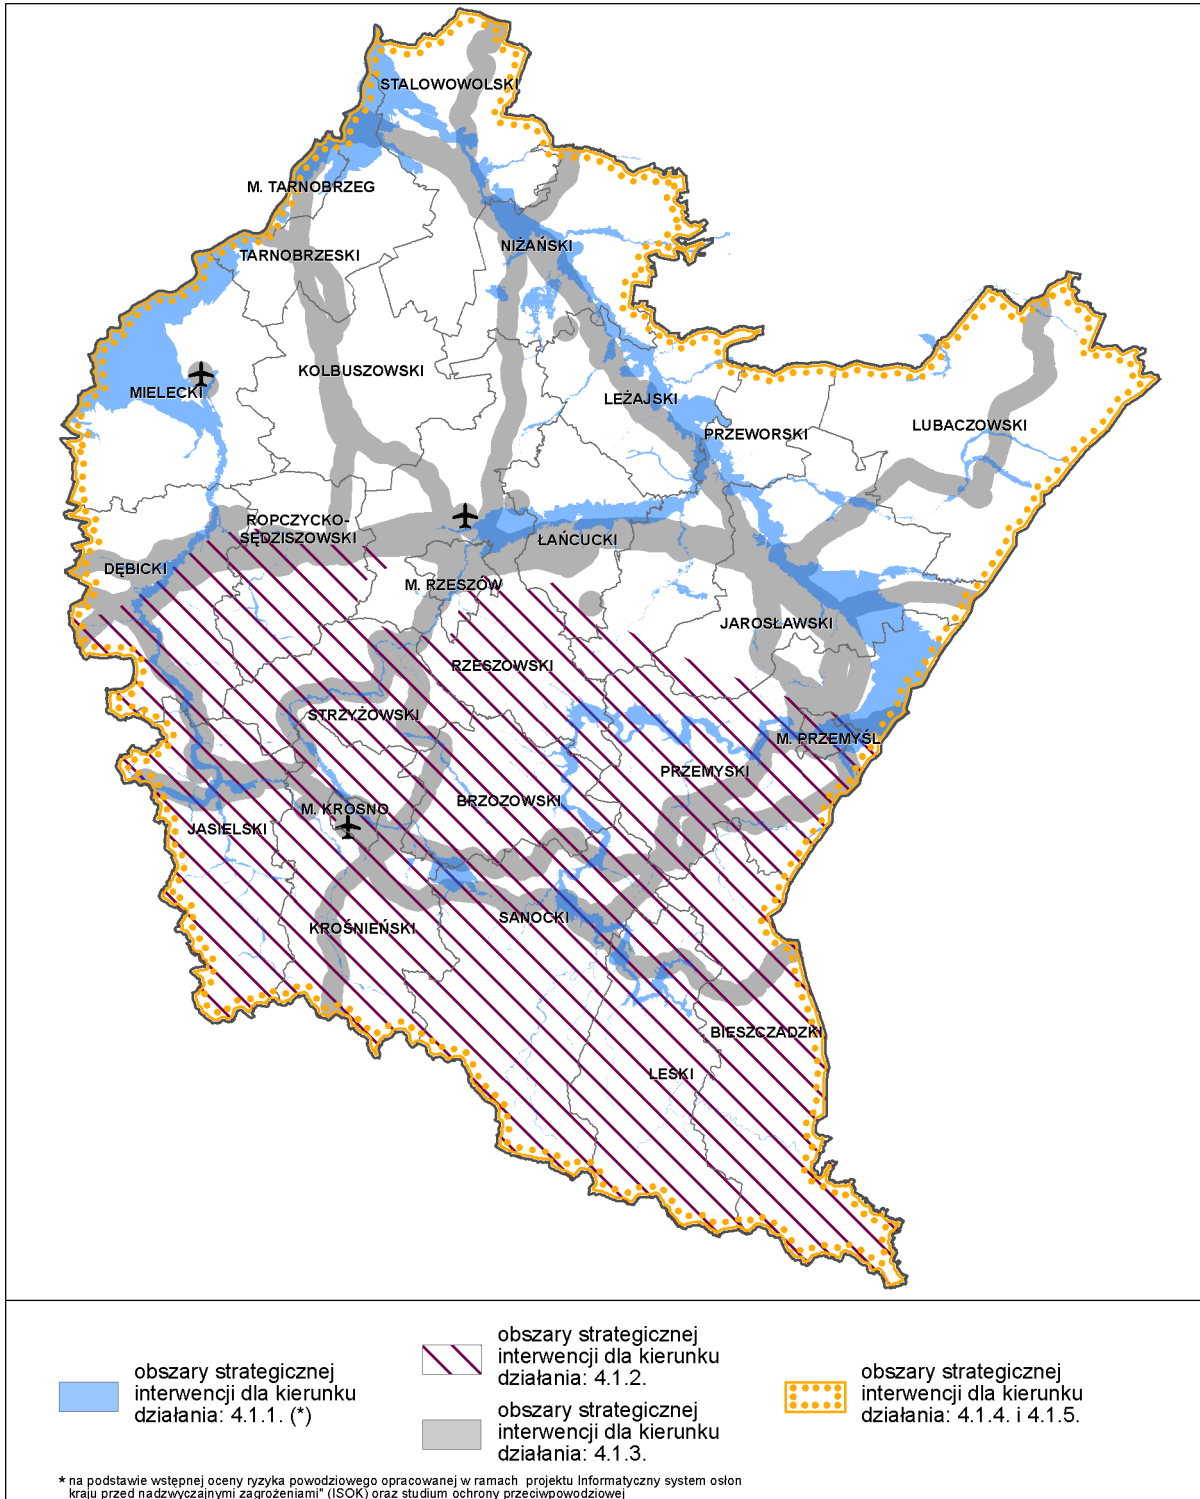 STALOWOWOLSKI
M. TARNOBRZEG
NIŻAŃSKI
TARNOBRZESKI
KOLBUSZOWSKI
MIELECKI
LEŻAJSKI
LUBACZOWSKI
PRZEWORSKI
ROPCZYCKO-
SĘDZISZOWSKI
ŁAŃCUCKI
DĘBICKI
M. RZESZÓW
JAROSŁAWSKI
RZESZOWSKI
STRZYŻOWSKI
M. PRZEMYŚL
PRZEMYSKI
BRZOZOWSKI
M. KROSNO
JASIELSKI
SANOCKI
KROŚNIEŃSKI
BIESZCZADZKI
LESKI
obszary strategicznej
interwencji dla kierunku
działania: 4.1.1. (*)
obszary strategicznej
interwencji dla kierunku
działania: 4.1.2.
obszary strategicznej
interwencji dla kierunku
działania: 4.1.3.
obszary strategicznej
interwencji dla kierunku
działania: 4.1.4. i 4.1.5.
* na podstawie wstępnej oceny ryzyka powodziowego opracowanej w ramach projektu Informatyczny system osłon
kraju przed nadzwyczajnymi zagrożeniami" (ISOK) oraz studium ochrony przeciwpowodziowej